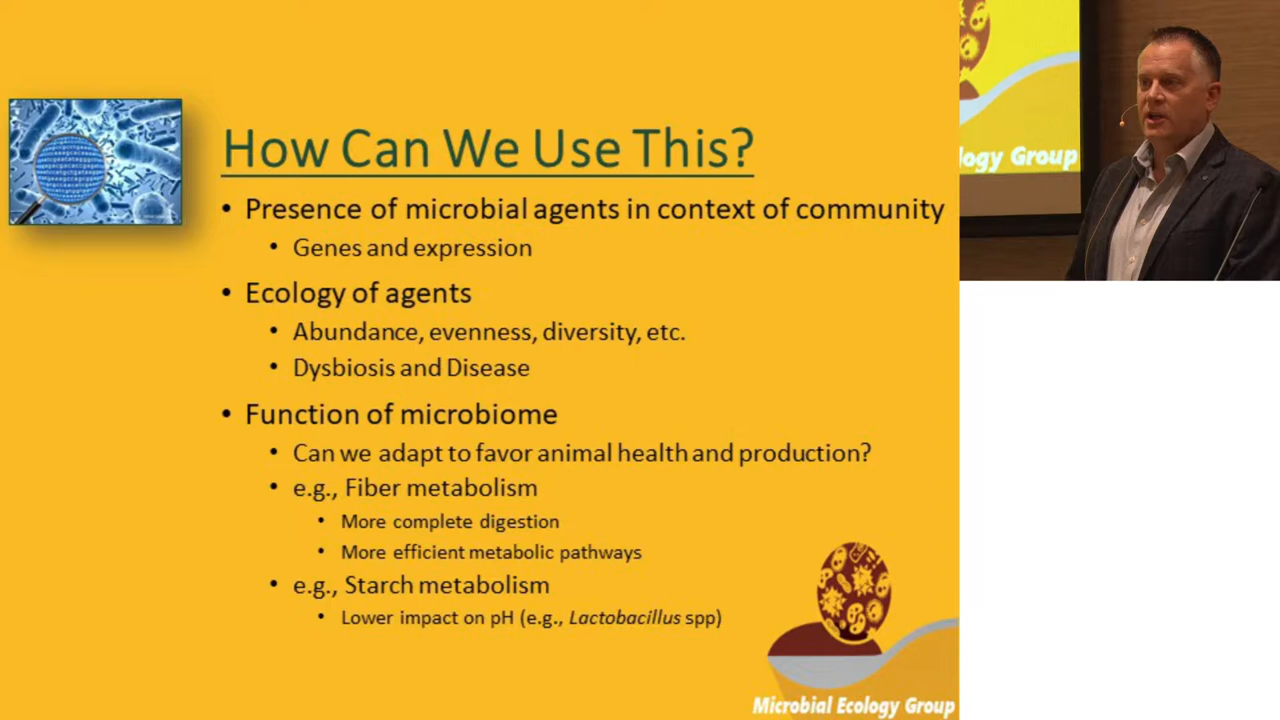 How Can We Use This?
• Presence of microbial agents in context of community
• Genes and expression
• Ecology of agents
• Abundance, evenness, diversity, etc.
• Dysbiosis and Disease
• Function of microbiome
• Can we adapt to favor animal health and production?
• e.g., Fiber metabolism
• More complete digestion
• More efficient metabolic pathways
• e.g., Starch metabolism
• Lower impact on pH (e.g., Lactobacillus spp)
Microbial Ecology Group
logy Group